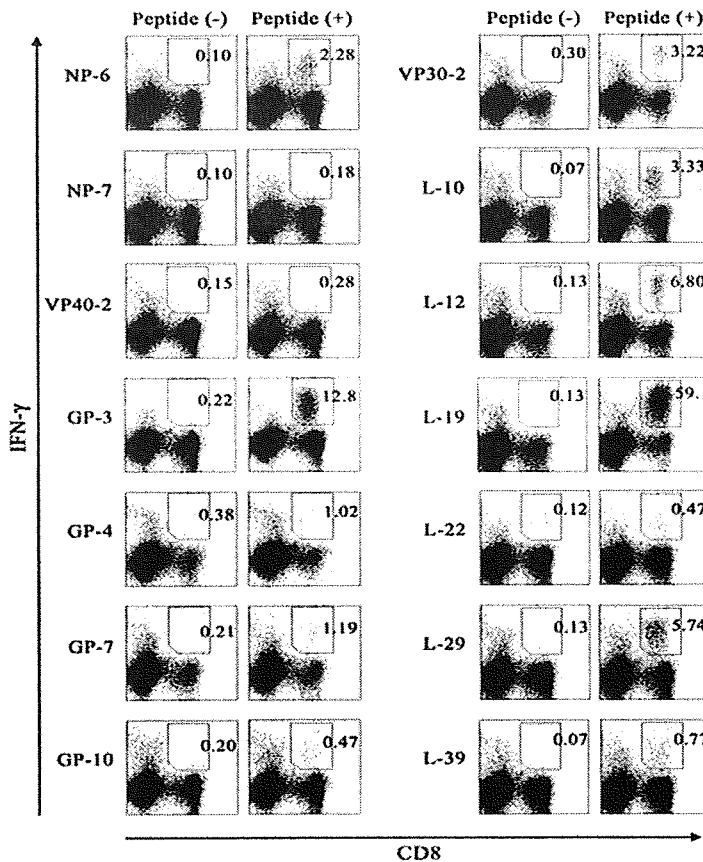 Peptide (-) Peptide (+) Peptide (-) Peptide (+)
NP-6 0.10 2.28 VP30-2 0.30 3.22
NP-7 0.10 0.18 L-10 0.07 3.33
VP40-2 0.15 0.28 L-12 0.13 6.80
GP-3 0.22 12.8 L-19 0.13 59.
GP-4 0.38 1.02 L-22 0.12 0.47
GP-7 0.21 1.19 L-29 0.13 5.74
GP-10 0.20 0.47 L-39 0.07 0.77
IFN-γ
CD8